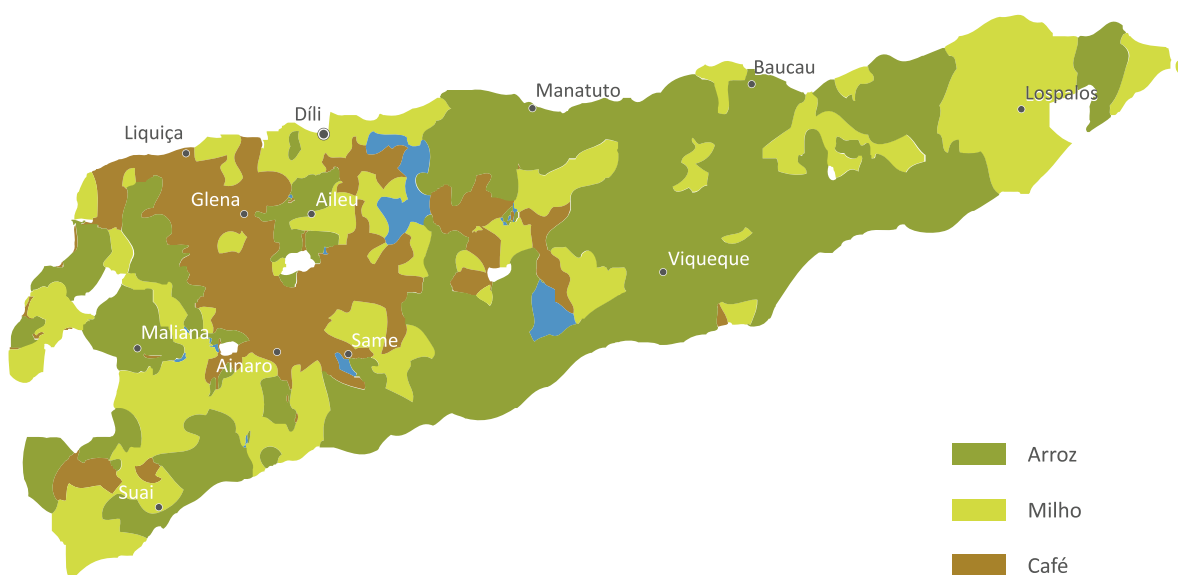 Baucau
Manatuto
Lospalos
Díli
Liquiça
Glena
Aileu
Viqueque
Maliana
Same
Ainaro
Suai
Arroz
Milho
Café